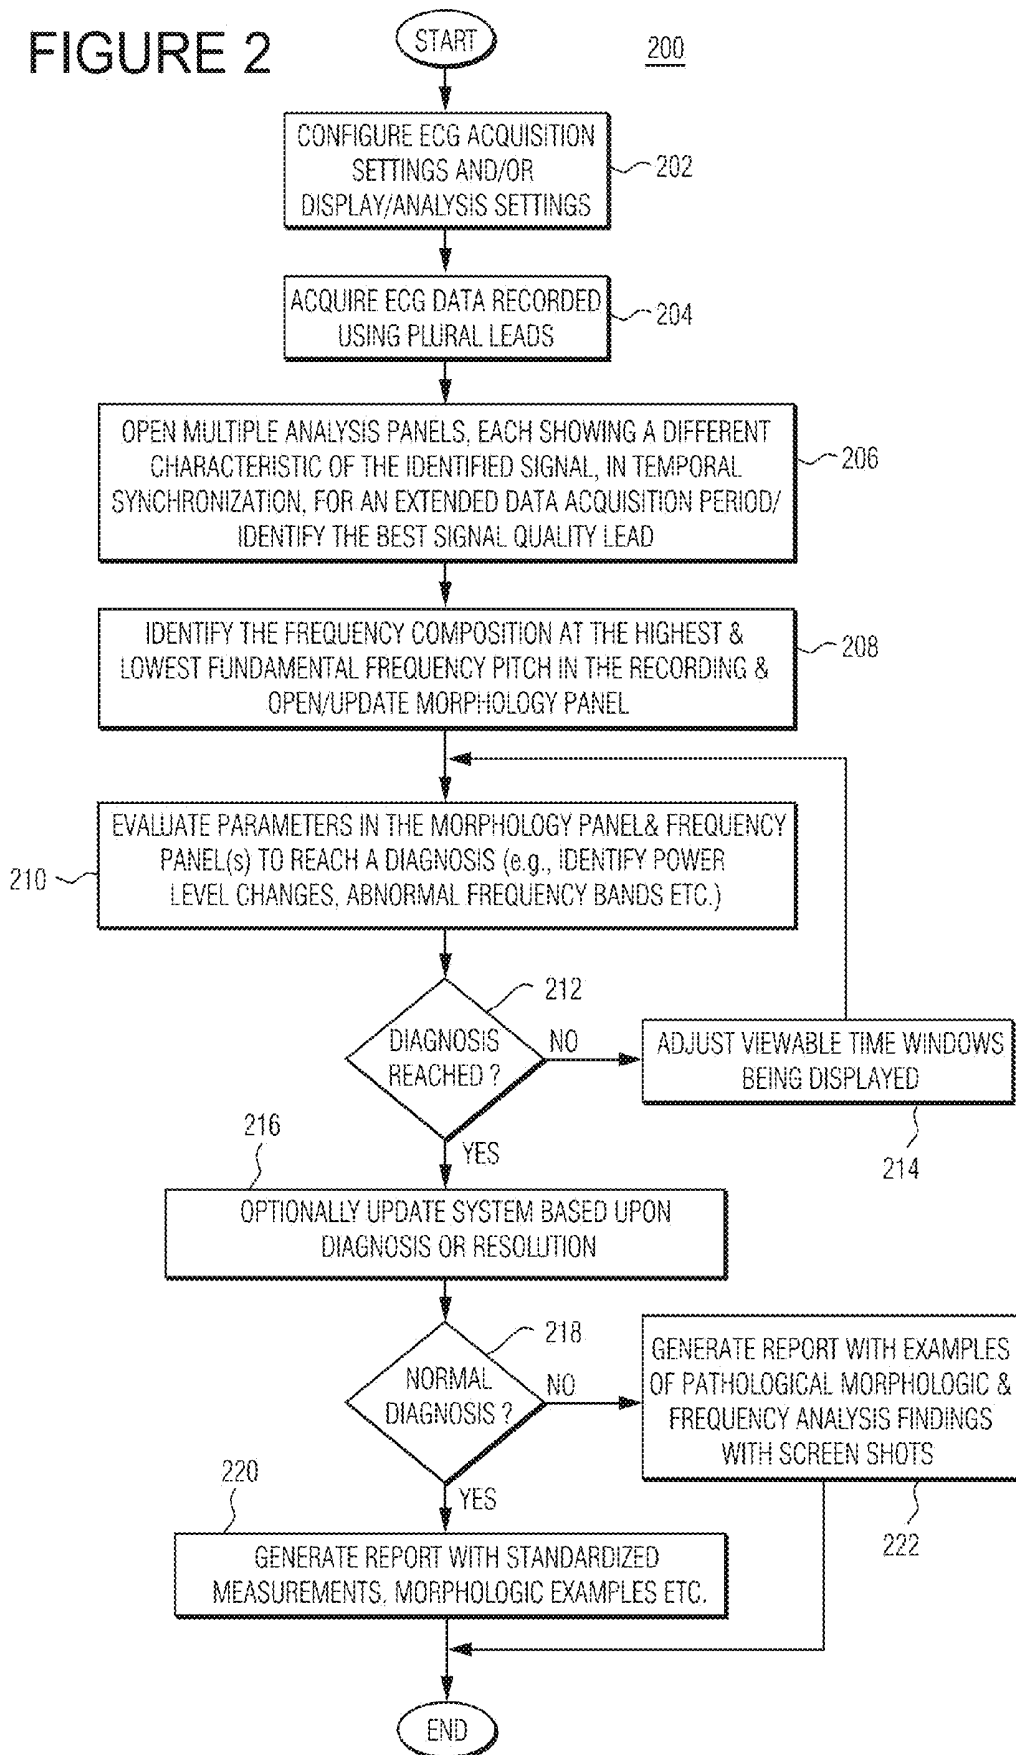 FIGURE 2
START
200
CONFIGURE ECG ACQUISITION
SETTINGS AND/OR
DISPLAY/ANALYSIS SETTINGS
202
ACQUIRE ECG DATA RECORDED
USING PLURAL LEADS
204
OPEN MULTIPLE ANALYSIS PANELS, EACH SHOWING A DIFFERENT
CHARACTERISTIC OF THE IDENTIFIED SIGNAL, IN TEMPORAL
SYNCHRONIZATION, FOR AN EXTENDED DATA ACQUISITION PERIOD/
IDENTIFY THE BEST SIGNAL QUALITY LEAD
206
IDENTIFY THE FREQUENCY COMPOSITION AT THE HIGHEST &
LOWEST FUNDAMENTAL FREQUENCY PITCH IN THE RECORDING &
OPEN/UPDATE MORPHOLOGY PANEL
208
EVALUATE PARAMETERS IN THE MORPHOLOGY PANEL& FREQUENCY
PANEL(s) TO REACH A DIAGNOSIS (e.g., IDENTIFY POWER
LEVEL CHANGES, ABNORMAL FREQUENCY BANDS ETC.)
210
212
DIAGNOSIS
REACHED ?
NO
ADJUST VIEWABLE TIME WINDOWS
BEING DISPLAYED
214
YES
216
OPTIONALLY UPDATE SYSTEM BASED UPON
DIAGNOSIS OR RESOLUTION
218
NORMAL
DIAGNOSIS ?
NO
GENERATE REPORT WITH EXAMPLES
OF PATHOLOGICAL MORPHOLOGIC &
FREQUENCY ANALYSIS FINDINGS
WITH SCREEN SHOTS
222
YES
220
GENERATE REPORT WITH STANDARDIZED
MEASUREMENTS, MORPHOLOGIC EXAMPLES ETC.
END